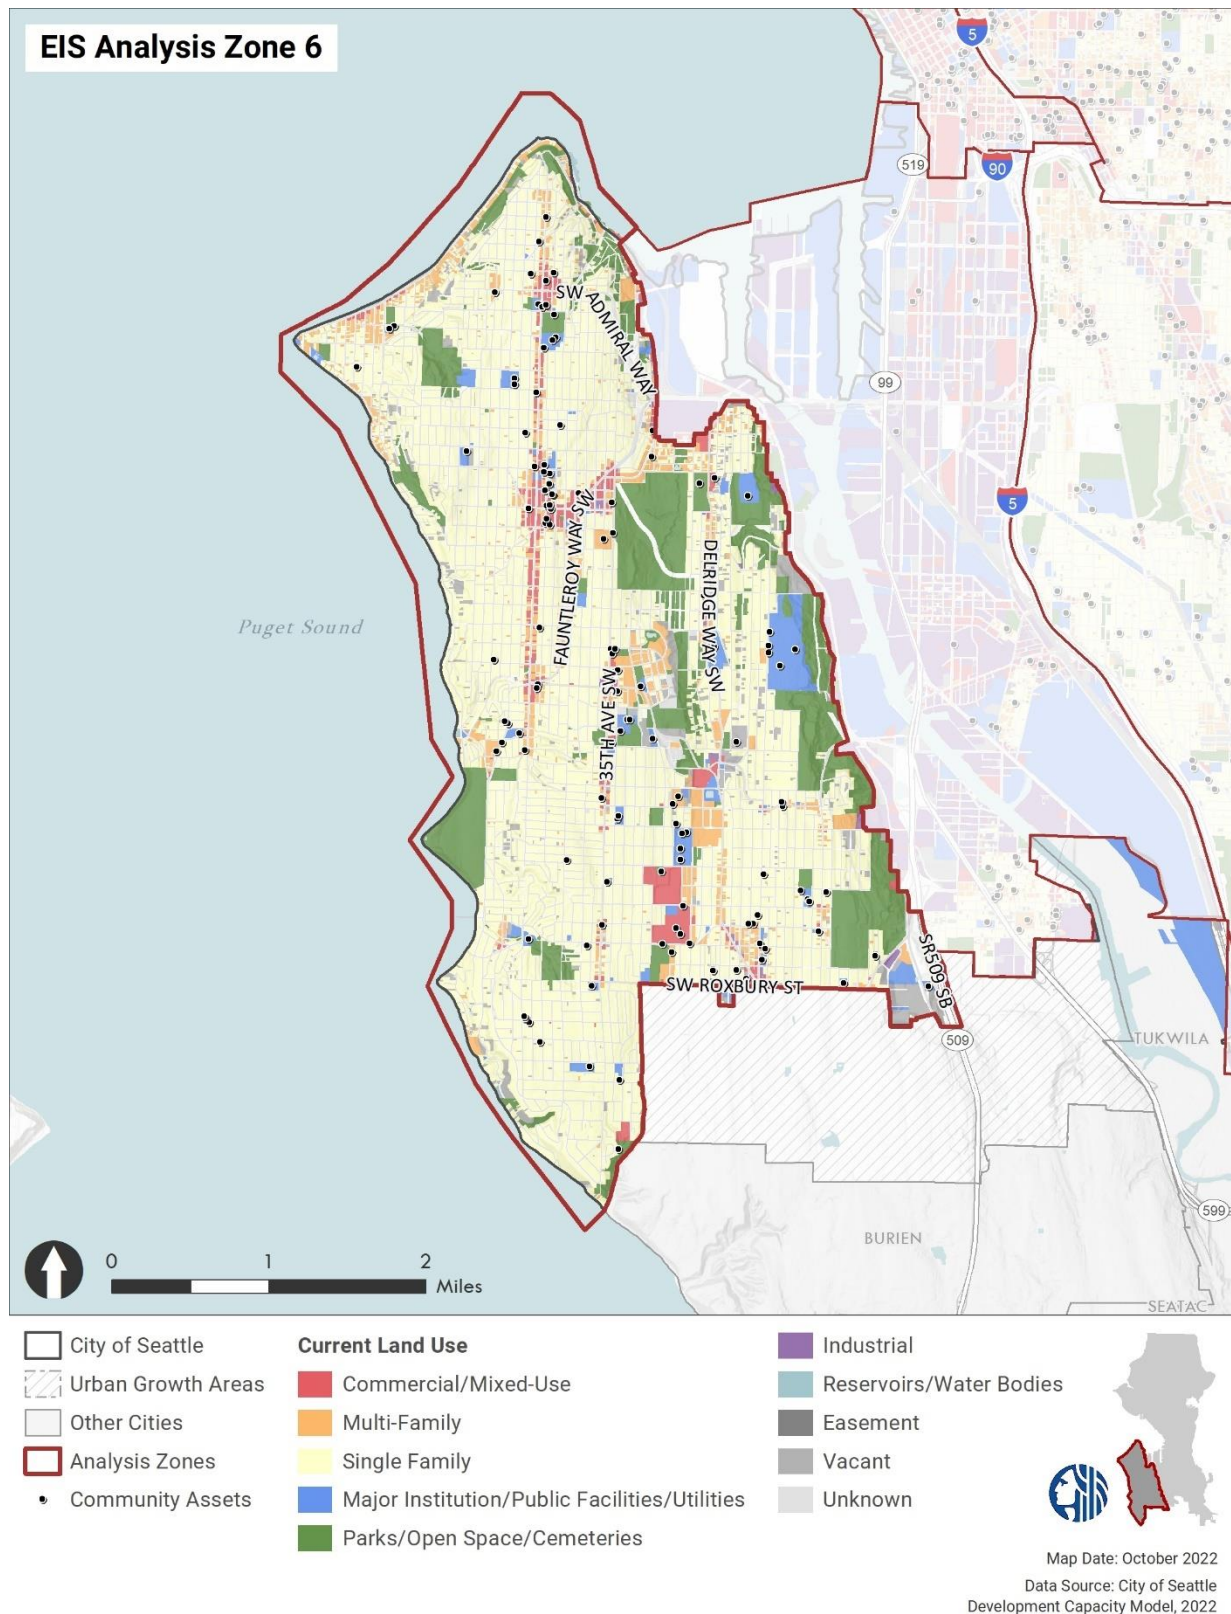 EIS Analysis Zone 6
5
519
90
SW ADMIRAL WAY
99
5
FAUNTLEROY WAY SW
DELRIDGE WAY SW
Puget Sound
35TH AVE SW
SW ROXBURY ST
SR509 SB
509
TUKWILA
599
BURIEN
SEATAC
0 1 2
Miles
City of Seattle
Urban Growth Areas
Other Cities
Analysis Zones
Community Assets
Current Land Use
Commercial/Mixed-Use
Multi-Family
Single Family
Major Institution/Public Facilities/Utilities
Parks/Open Space/Cemeteries
Industrial
Reservoirs/Water Bodies
Easement
Vacant
Unknown
Map Date: October 2022
Data Source: City of Seattle
Development Capacity Model, 2022